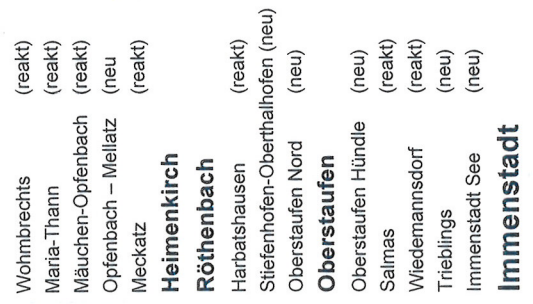 Wohmbrechts (reakt)
Maria-Thann (reakt)
Mäuchen-Opfenbach (reakt)
Opfenbach – Mellatz (neu
Meckatz (reakt)
Heimenkirch
Röthenbach
Harbatshausen (reakt)
Stiefenhofen-Oberthalhofen (neu)
Oberstaufen Nord (neu)
Oberstaufen
Oberstaufen Hündle (neu)
Salmas (reakt)
Wiedemannsdorf (reakt)
Trieblings (neu)
Immenstadt See (neu)
Immenstadt